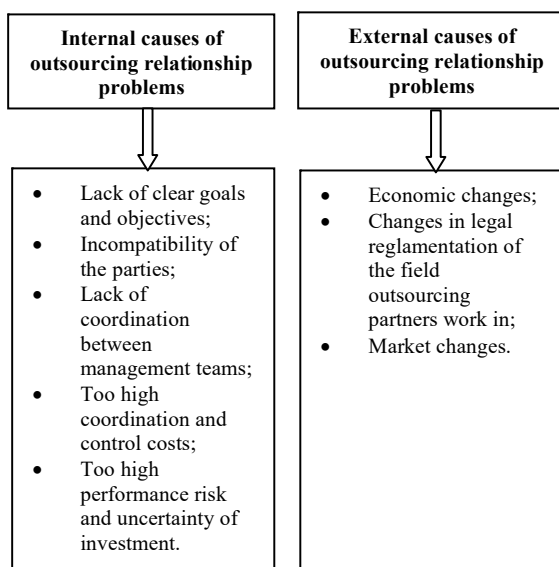 Internal causes of
outsourcing relationship
problems
• Lack of clear goals
and objectives;
• Incompatibility of
the parties;
• Lack of
coordination
between
management teams;
• Too high
coordination and
control costs;
• Too high
performance risk
and uncertainty of
investment.
External causes of
outsourcing relationship
problems
• Economic changes;
• Changes in legal
reglamentation of
the field
outsourcing
partners work in;
• Market changes.